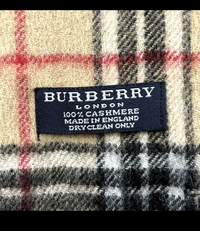 BURBERRY
LONDON
100% CASHMERE
MADE IN ENGLAND
DRY CLEAN ONLY